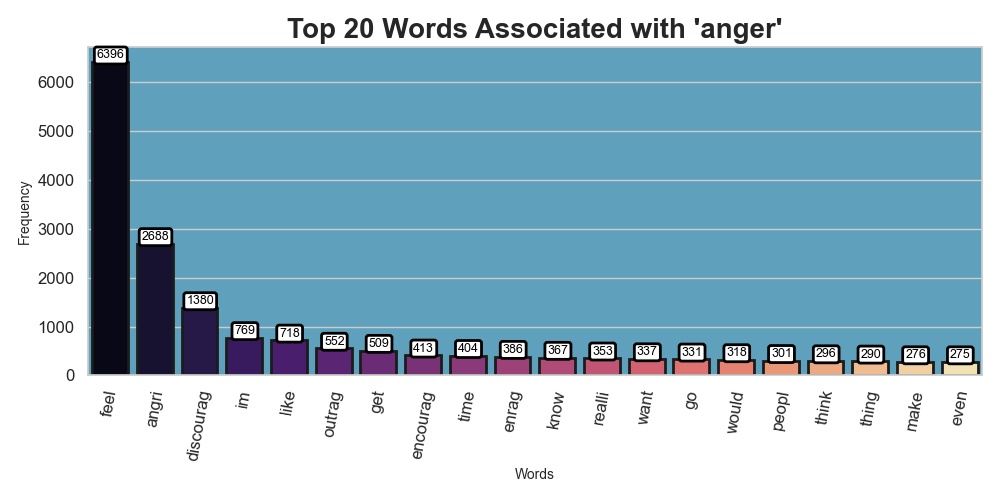 Top 20 Words Associated with 'anger'
Frequency
6000
5000
4000
3000
2000
1000
0
6396
2688
1380
769
718
552
509
413
404
386
367
353
337
331
318
301
296
290
276
275
feel
angri
discourag
im
like
outrag
get
encourag
time
enrag
know
realli
want
go
would
peopl
think
thing
make
even
Words